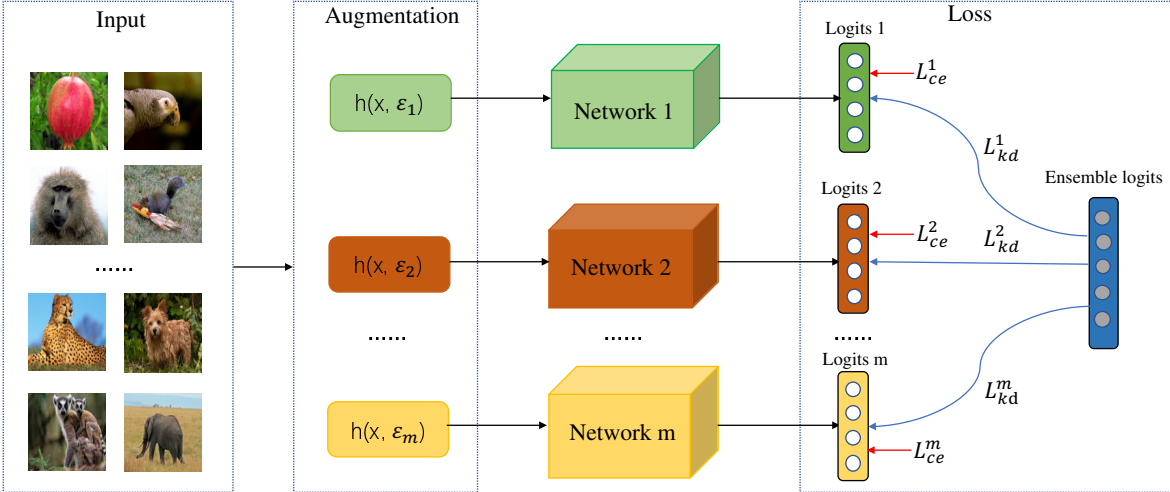 Input
Augmentation
Loss
Logits 1
h(x, ε₁)
Network 1
L¹ce
L¹kd
Ensemble logits
Logits 2
h(x, ε₂)
Network 2
L²ce
L²kd
......
......
......
......
Logits m
h(x, εₘ)
Network m
Lᵐkd
Lᵐce